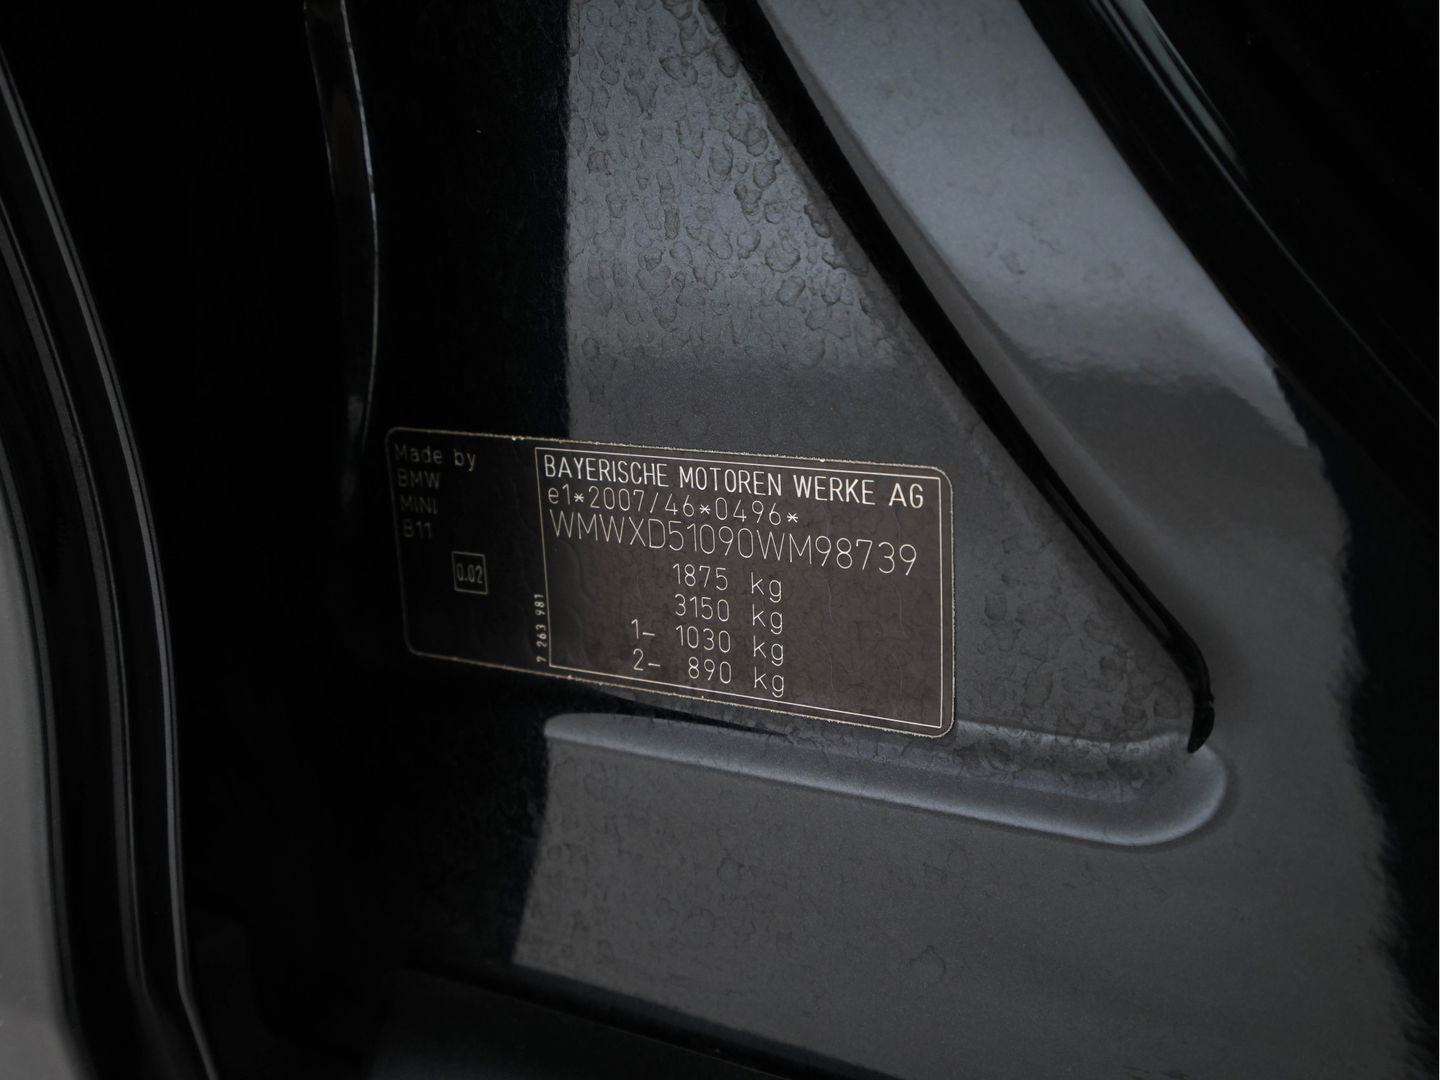 Made by
BMW
MINI
B11
0.02
7 263 981
BAYERISCHE MOTOREN WERKE AG
e1*2007/46*0496*
WMWXD51090WM98739
1875 kg
3150 kg
1- 1030 kg
2- 890 kg